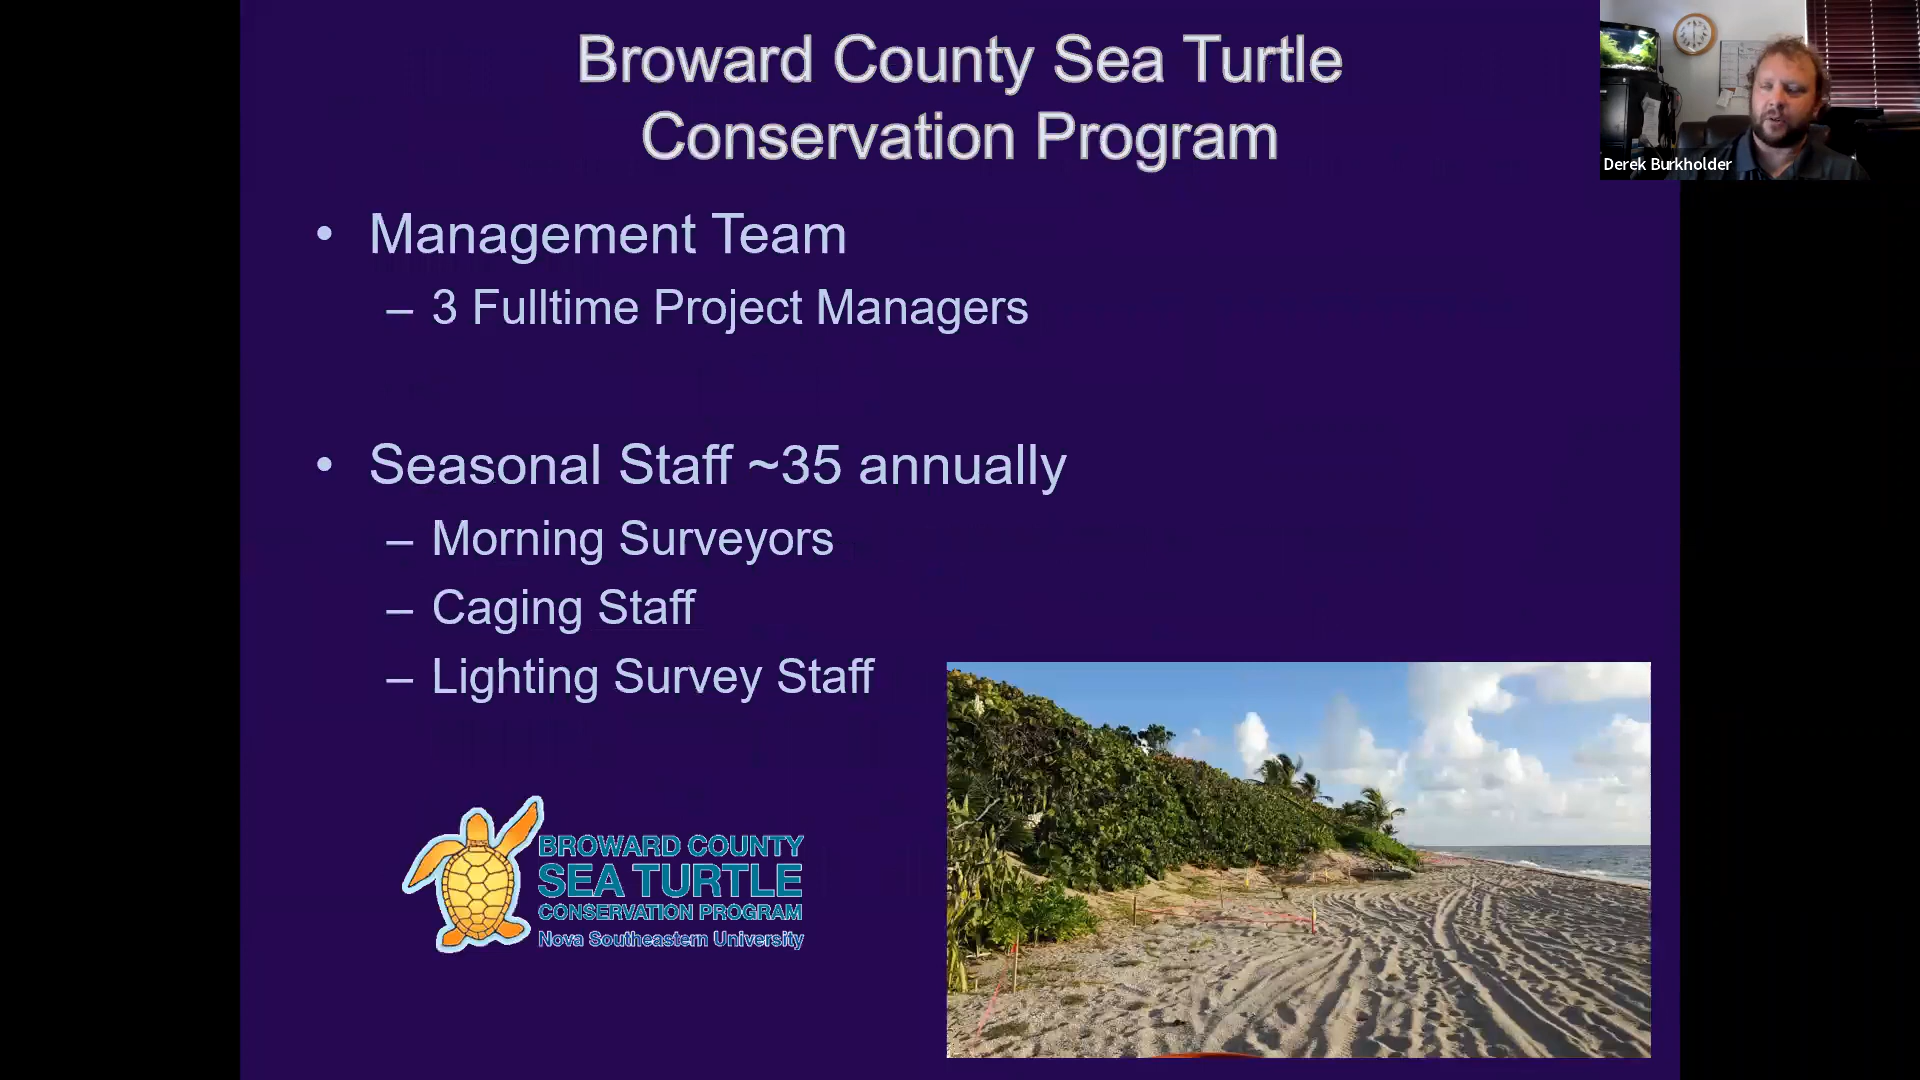 Broward County Sea Turtle
Conservation Program
Derek Burkholder
• Management Team
– 3 Fulltime Project Managers
• Seasonal Staff ~35 annually
– Morning Surveyors
– Caging Staff
– Lighting Survey Staff
BROWARD COUNTY
SEA TURTLE
CONSERVATION PROGRAM
Nova Southeastern University